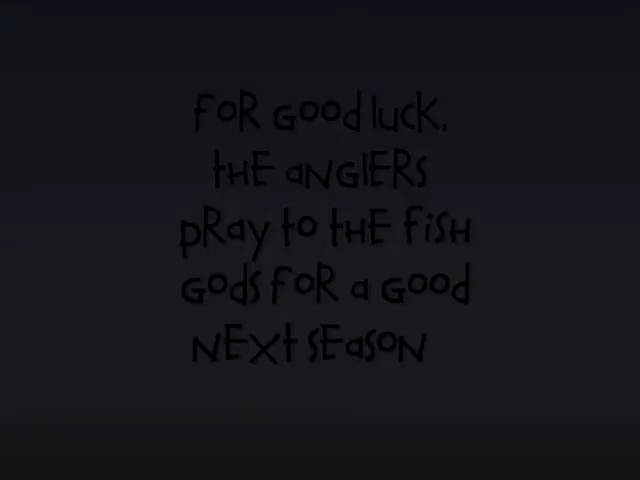 FOR GOOD LUCK,
THE ANGLERS
PRAY TO THE FISH
GODS FOR A GOOD
NEXT SEASON